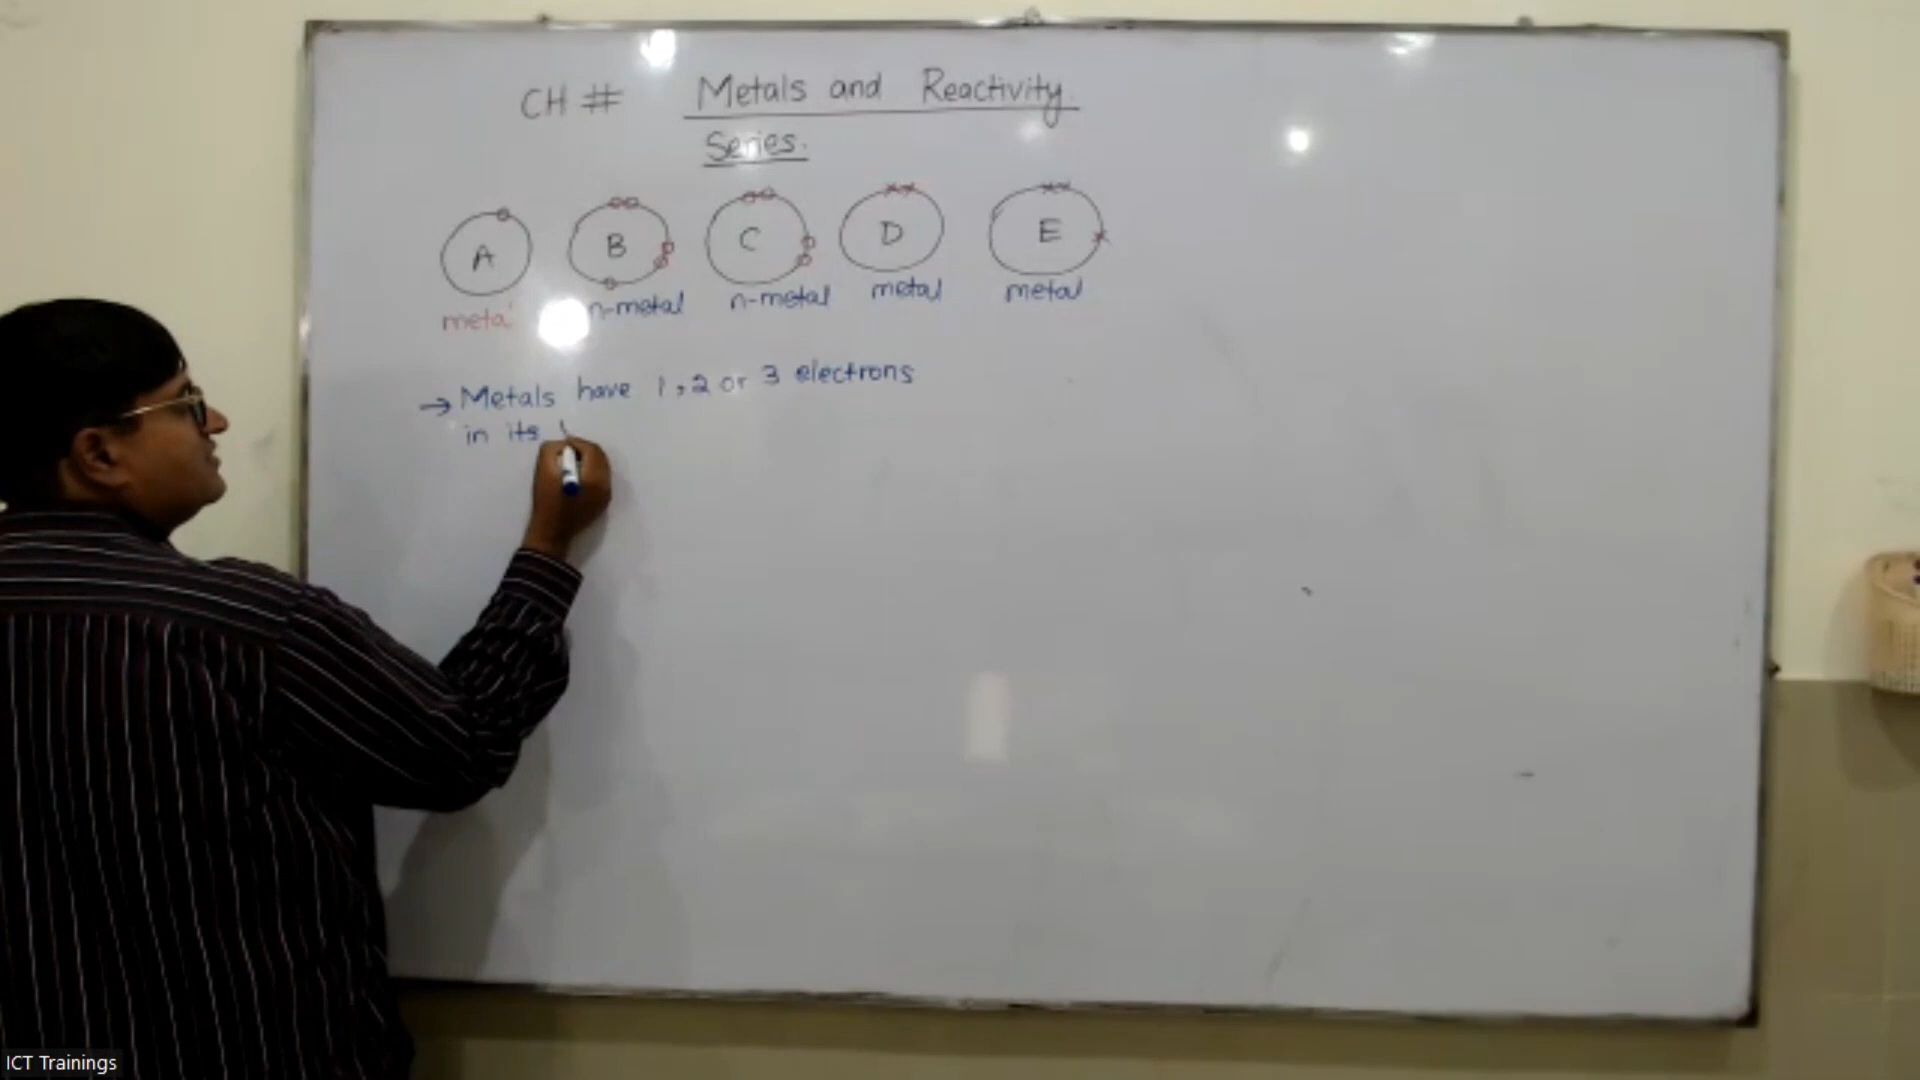 CH # Metals and Reactivity
Series.
A B C D E
metal n-metal n-metal metal metal
→ Metals have 1, 2 or 3 electrons
in its
ICT Trainings